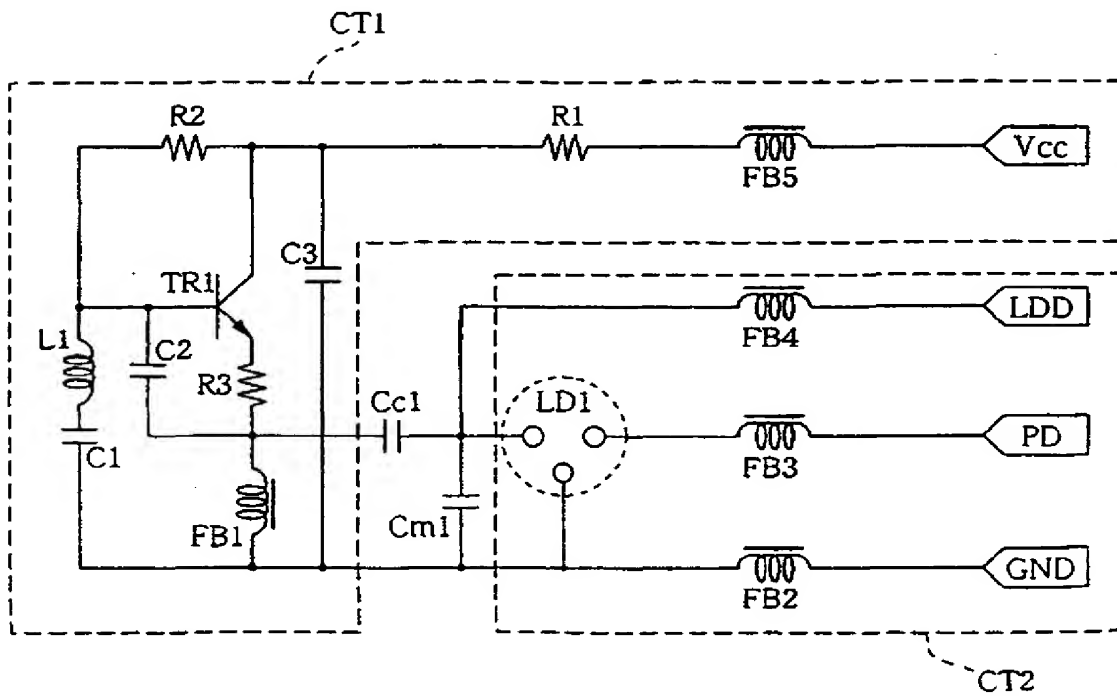 CT1
R2
R1
Vcc
FB5
C3
TR1
LDD
L1
C2
FB4
R3
Cc1
LD1
PD
C1
FB3
FB1
Cm1
GND
FB2
CT2